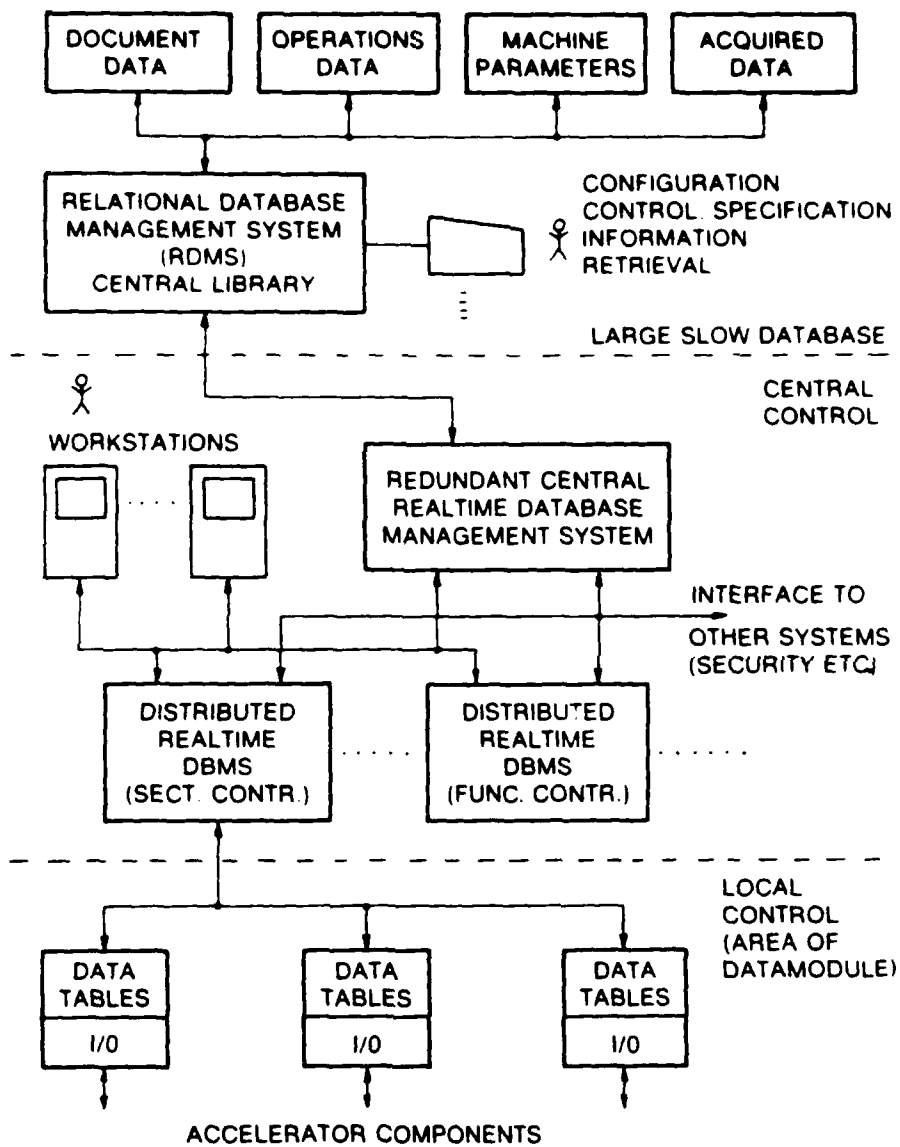 DOCUMENT
DATA
OPERATIONS
DATA
MACHINE
PARAMETERS
ACQUIRED
DATA
RELATIONAL DATABASE
MANAGEMENT SYSTEM
(RDMS)
CENTRAL LIBRARY
CONFIGURATION
CONTROL. SPECIFICATION
INFORMATION
RETRIEVAL
LARGE SLOW DATABASE
CENTRAL
CONTROL
WORKSTATIONS
REDUNDANT CENTRAL
REALTIME DATABASE
MANAGEMENT SYSTEM
INTERFACE TO
OTHER SYSTEMS
(SECURITY ETC)
DISTRIBUTED
REALTIME
DBMS
(SECT. CONTR.)
DISTRIBUTED
REALTIME
DBMS
(FUNC. CONTR.)
LOCAL
CONTROL
(AREA OF
DATAMODULE)
DATA
TABLES
I/O
DATA
TABLES
I/O
DATA
TABLES
I/O
ACCELERATOR COMPONENTS